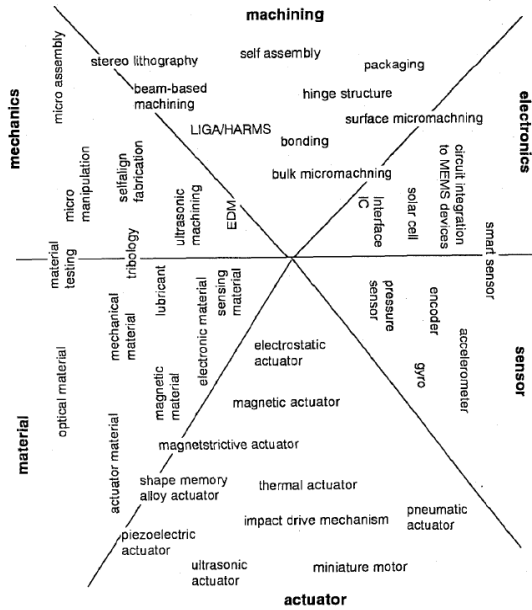 machining
self assembly
stereo lithography
packaging
micro assembly
beam-based
machining
hinge structure
mechanics
electronics
LIGA/HARMS
surface micromachning
bonding
bulk micromachning
circuit integration
to MEMS devices
micro
manipulation
selfalign
fabrication
ultrasonic
machining
EDM
Interface
IC
solar cell
smart
sensor
material
testing
tribology
lubricant
sensing
material
electronic material
mechanical
material
pressure
sensor
encoder
accelerometer
gyro
sensor
electrostatic
actuator
optical material
magnetic
material
magnetic actuator
material
actuator material
magnetstrictive actuator
shape memory
alloy actuator
thermal actuator
impact drive mechanism
pneumatic
actuator
piezoelectric
actuator
ultrasonic
actuator
miniature motor
actuator